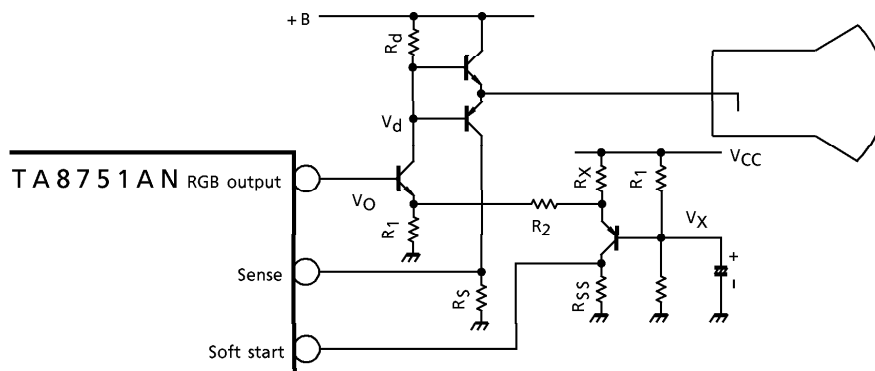 +B
Rd
Vd
VCC
RX
R1
TA8751AN RGB output
VO
R1
R2
VX
+
-
Sense
RS
RSS
Soft start